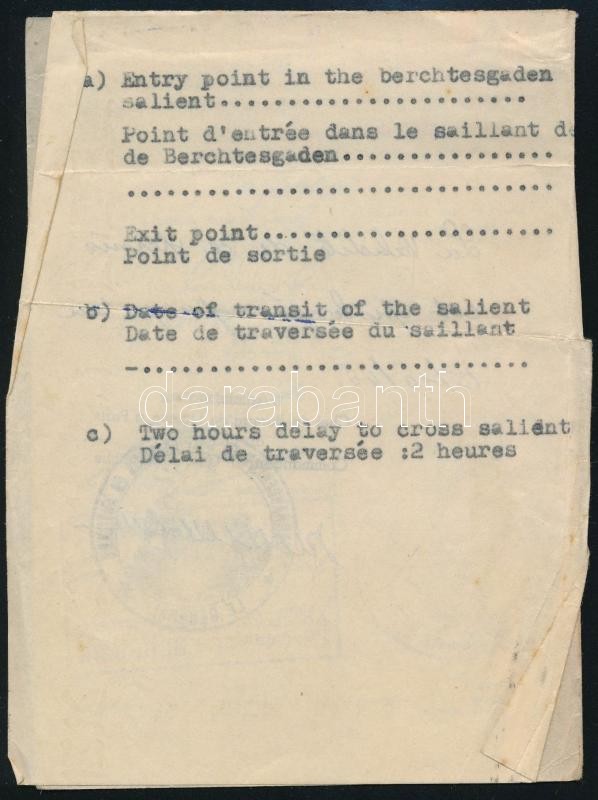 a) Entry point in the berchtesgaden
salient..........................
Point d'entrée dans le saillant de
de Berchtesgaden..................
..................................
Exit point.........................
Point de sortie
b) Date of transit of the salient
Date de traversée du saillant
-................................
darabanth
c) Two hours delay to cross salient
Délai de traversée :2 heures